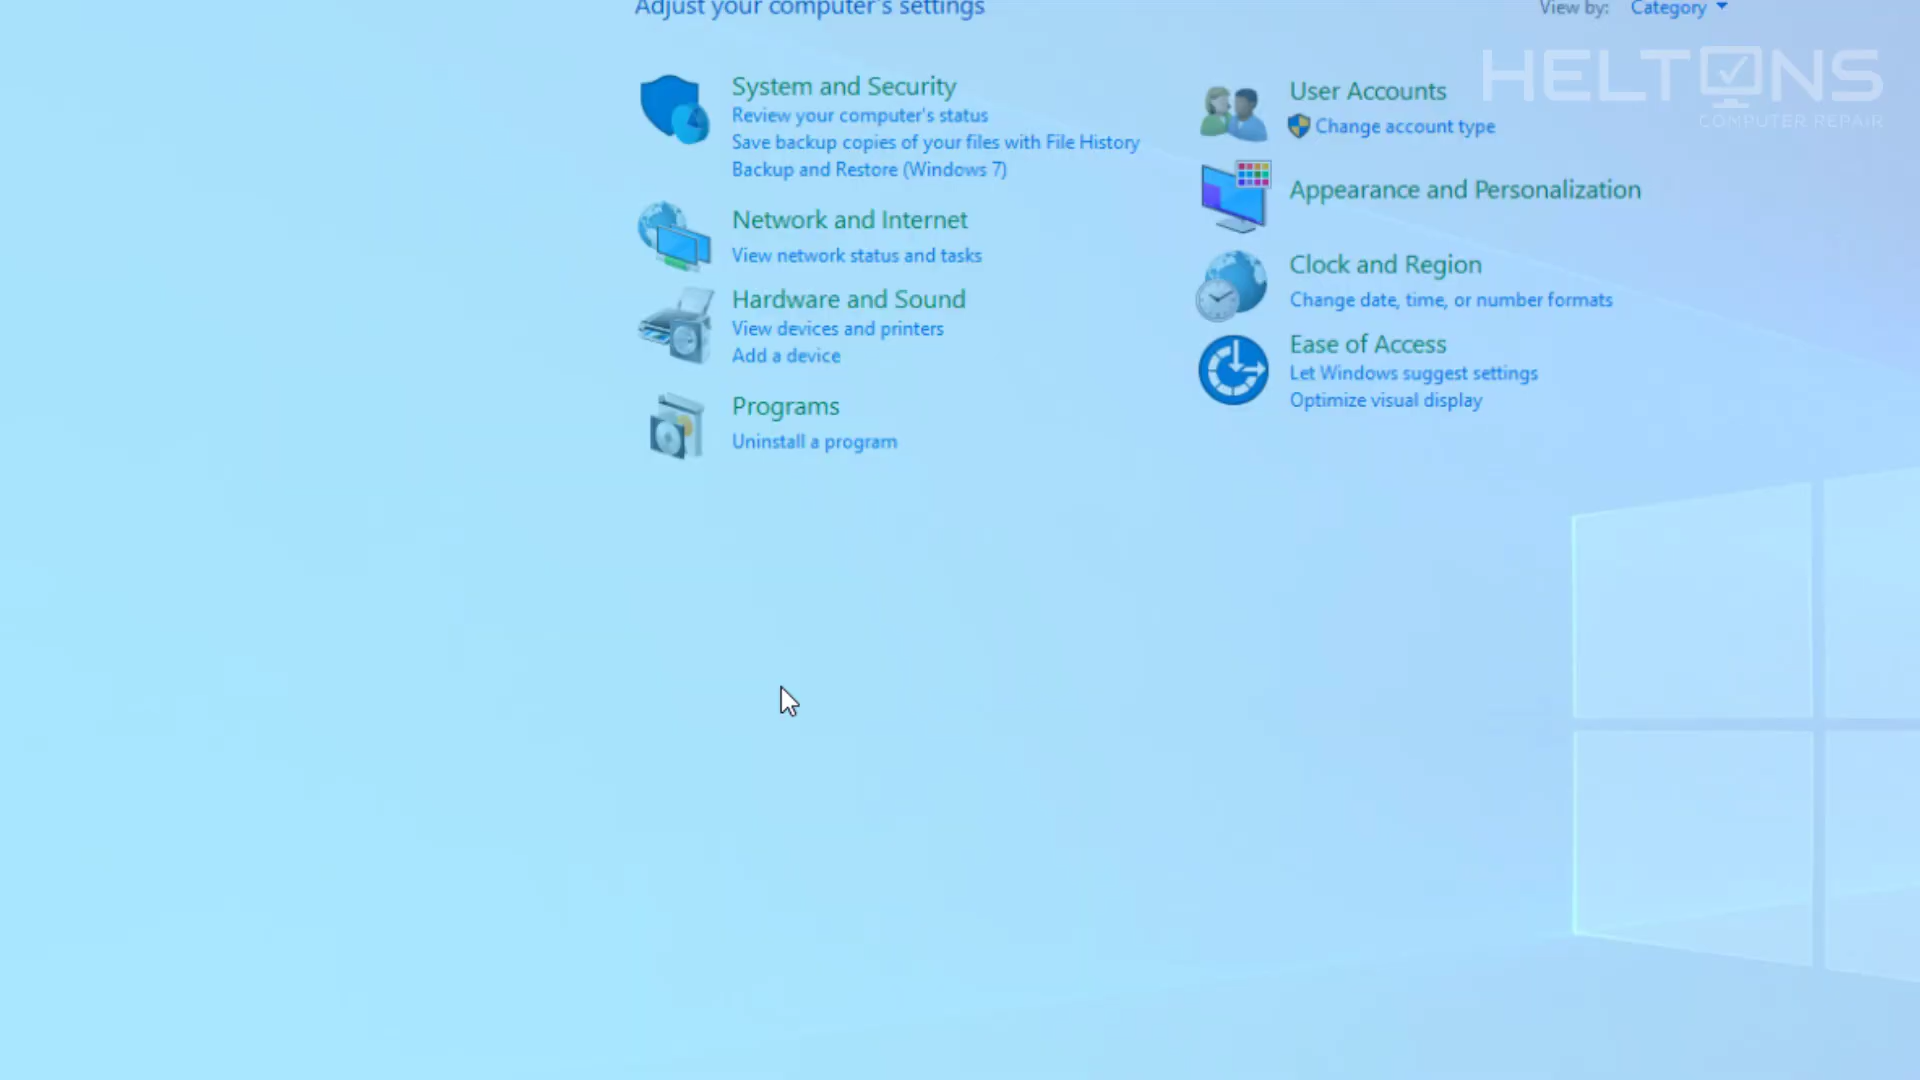 Adjust your computer's settings
View by: Category
HELTONS
COMPUTER REPAIR
System and Security
Review your computer's status
Save backup copies of your files with File History
Backup and Restore (Windows 7)
Network and Internet
View network status and tasks
Hardware and Sound
View devices and printers
Add a device
Programs
Uninstall a program
User Accounts
Change account type
Appearance and Personalization
Clock and Region
Change date, time, or number formats
Ease of Access
Let Windows suggest settings
Optimize visual display